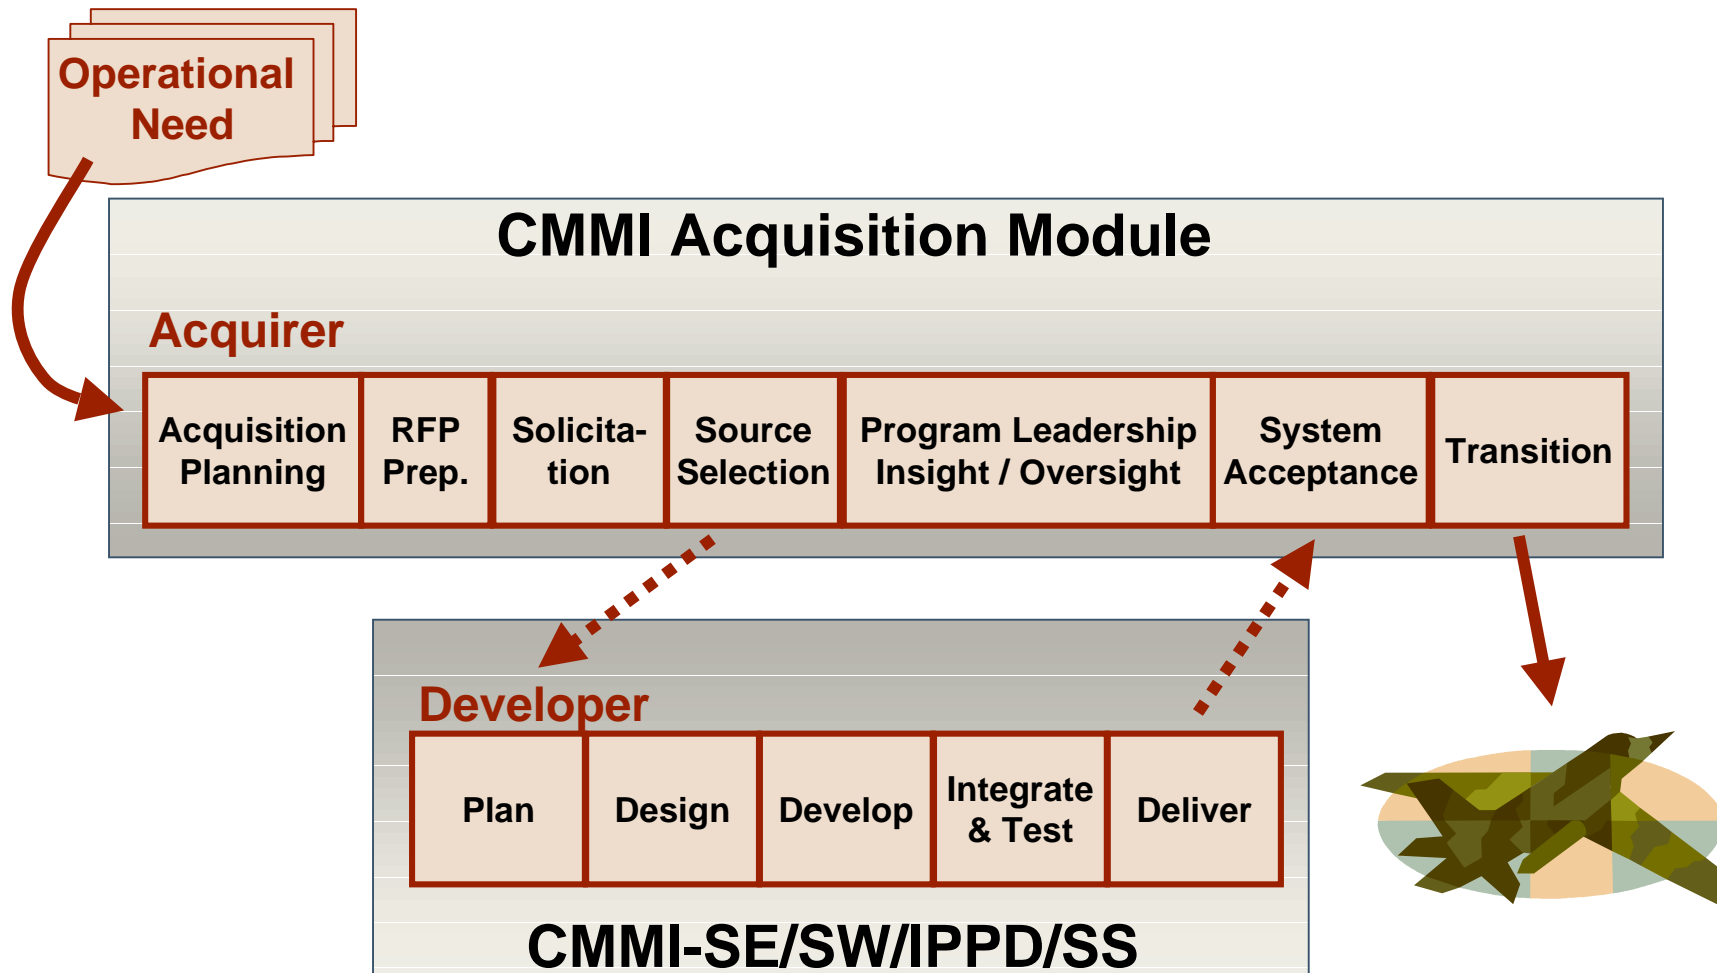 Operational
Need
CMMI Acquisition Module
Acquirer
Acquisition
Planning
RFP
Prep.
Solicita-
tion
Source
Selection
Program Leadership
Insight / Oversight
System
Acceptance
Transition
Developer
Plan
Design
Develop
Integrate
& Test
Deliver
CMMI-SE/SW/IPPD/SS